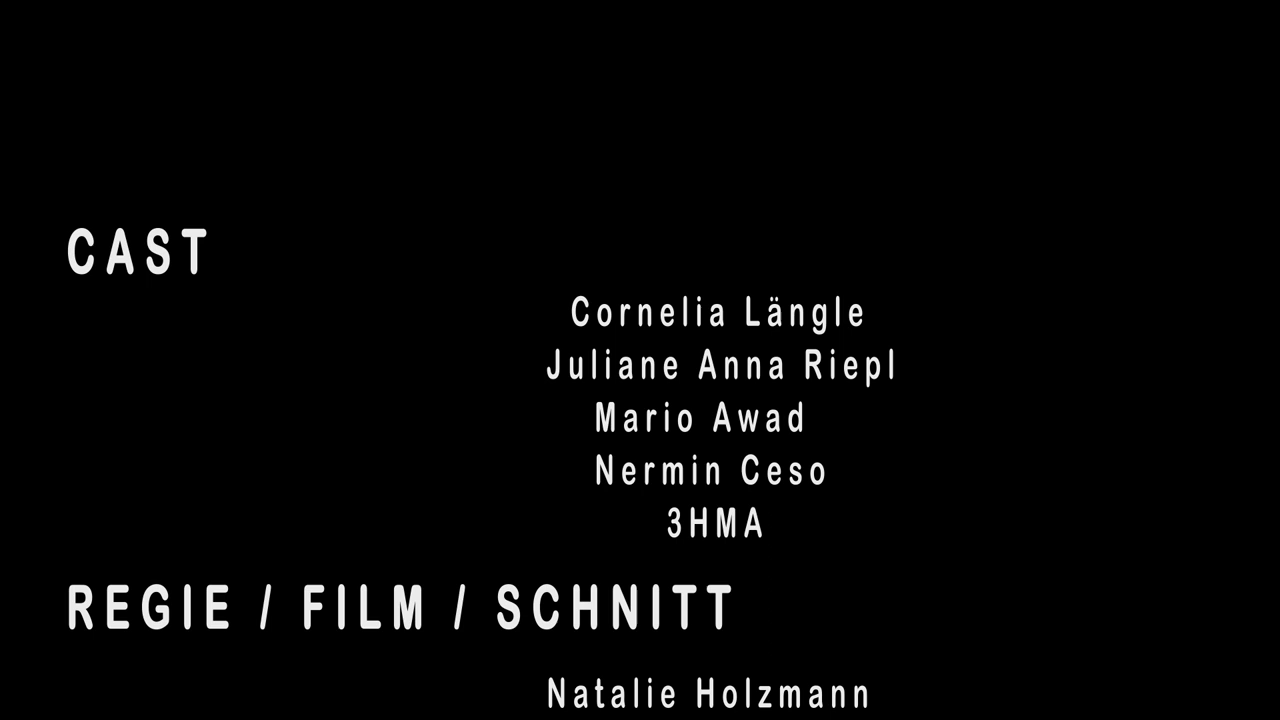 CAST
Cornelia Längle
Juliane Anna Riepl
Mario Awad
Nermin Ceso
3HMA
REGIE / FILM / SCHNITT
Natalie Holzmann